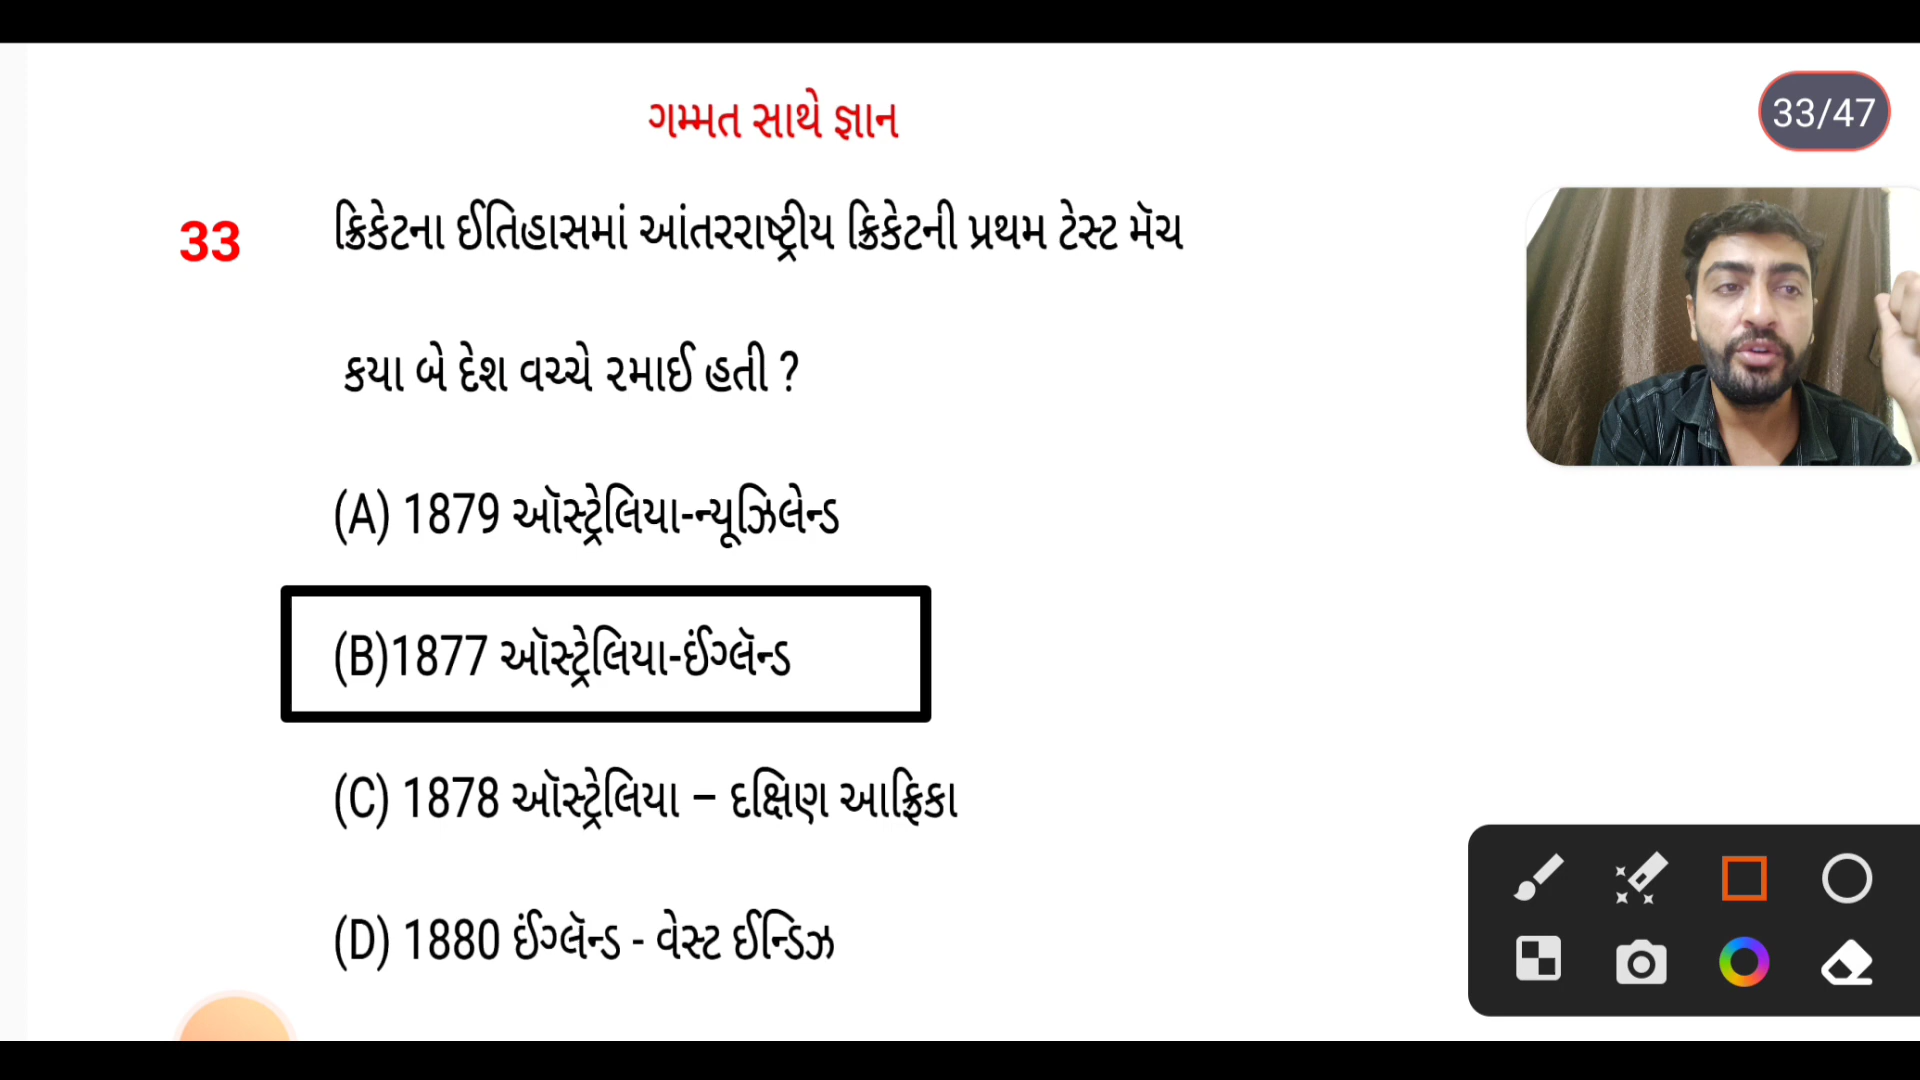 ગમ્મત સાથે જ્ઞાન
33/47
33 ક્રિકેટના ઈતિહાસમાં આંતરરાષ્ટ્રીય ક્રિકેટની પ્રથમ ટેસ્ટ મૅચ
કયા બે દેશ વચ્ચે રમાઈ હતી ?
(A) 1879 ઑસ્ટ્રેલિયા-ન્યૂઝિલેન્ડ
(B)1877 ઑસ્ટ્રેલિયા-ઈંગ્લૅન્ડ
(C) 1878 ઑસ્ટ્રેલિયા – દક્ષિણ આફ્રિકા
(D) 1880 ઈંગ્લૅન્ડ - વેસ્ટ ઈન્ડિઝ